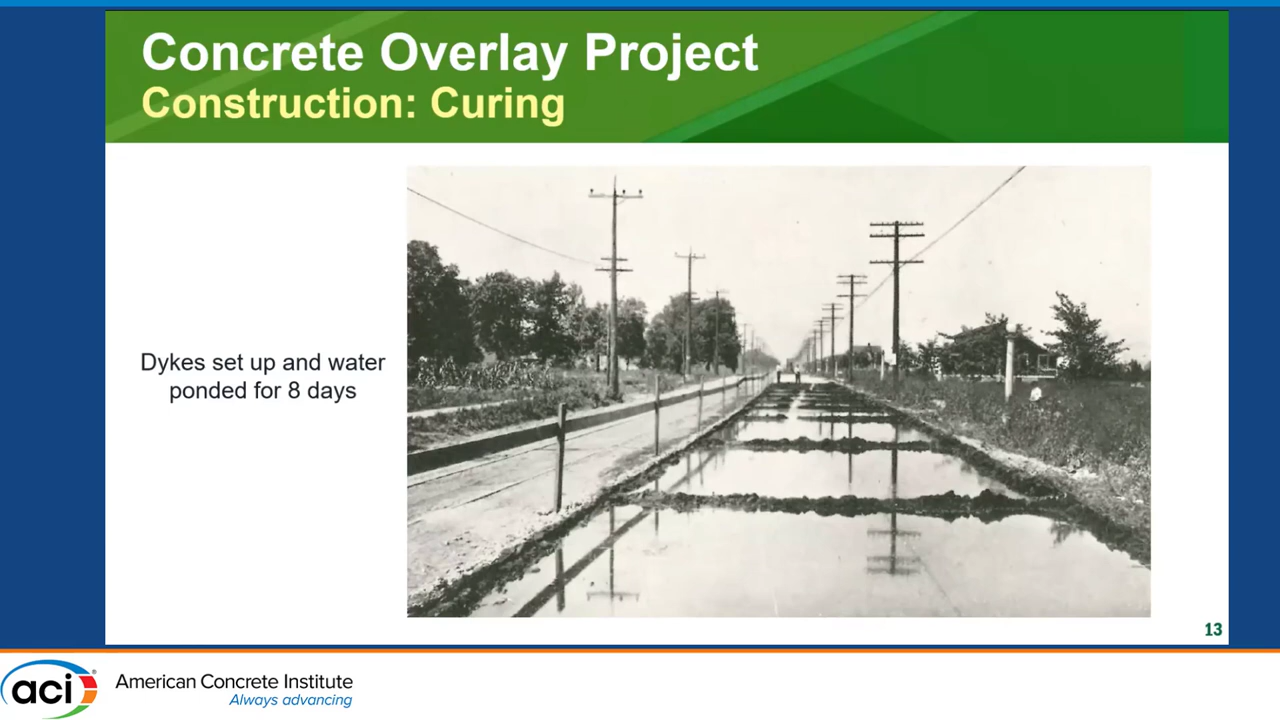 Concrete Overlay Project
Construction: Curing
Dykes set up and water
ponded for 8 days
13
aci
®
American Concrete Institute
Always advancing